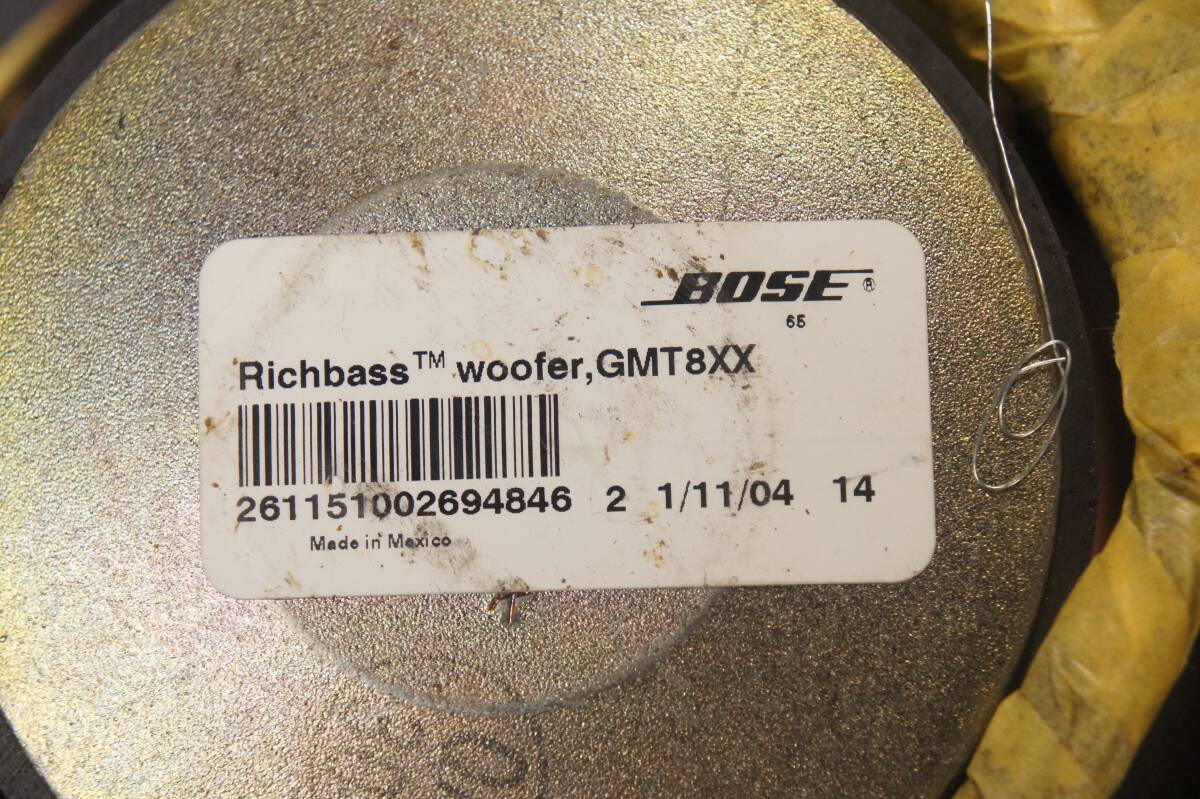 BOSE®
65
Richbass™ woofer,GMT8XX
261151002694846 2 1/11/04 14
Made in Mexico